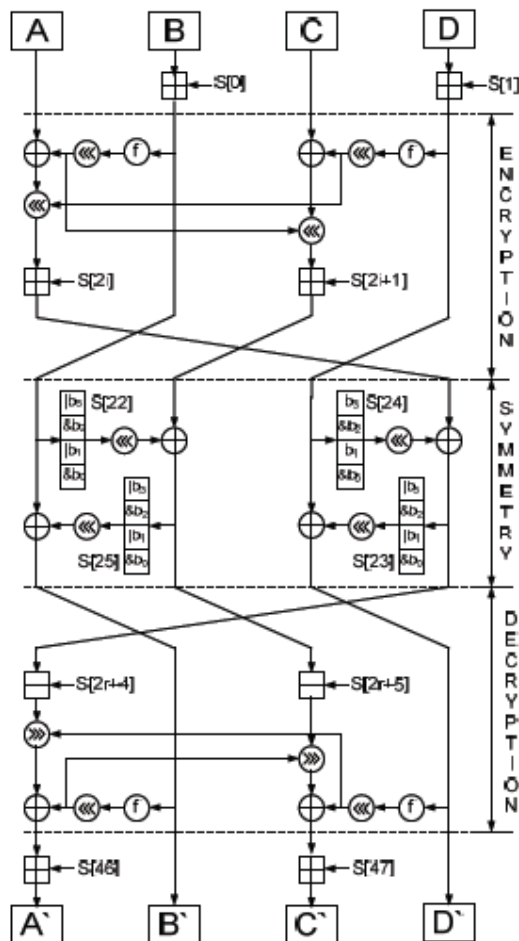 A B C D
S[0] S[1]
⋘ f ⋘ f
⋘ ⋘
S[2i] S[2i+1]
ENCRYPTION
|b₃ S[22] b₃ S[24]
&b₂ &b₂
|b₁ ⋘ b₁ ⋘
&b₀
|b₃ |b₃
⋘ &b₂ ⋘ &b₂
|b₁ |b₁
S[25] &b₀ S[23] &b₀
SYMMETRY
S[2r+4] S[2r+5]
⋙ ⋙
⋘ f ⋘ f
DECRYPTION
S[46] S[47]
A` B` C` D`